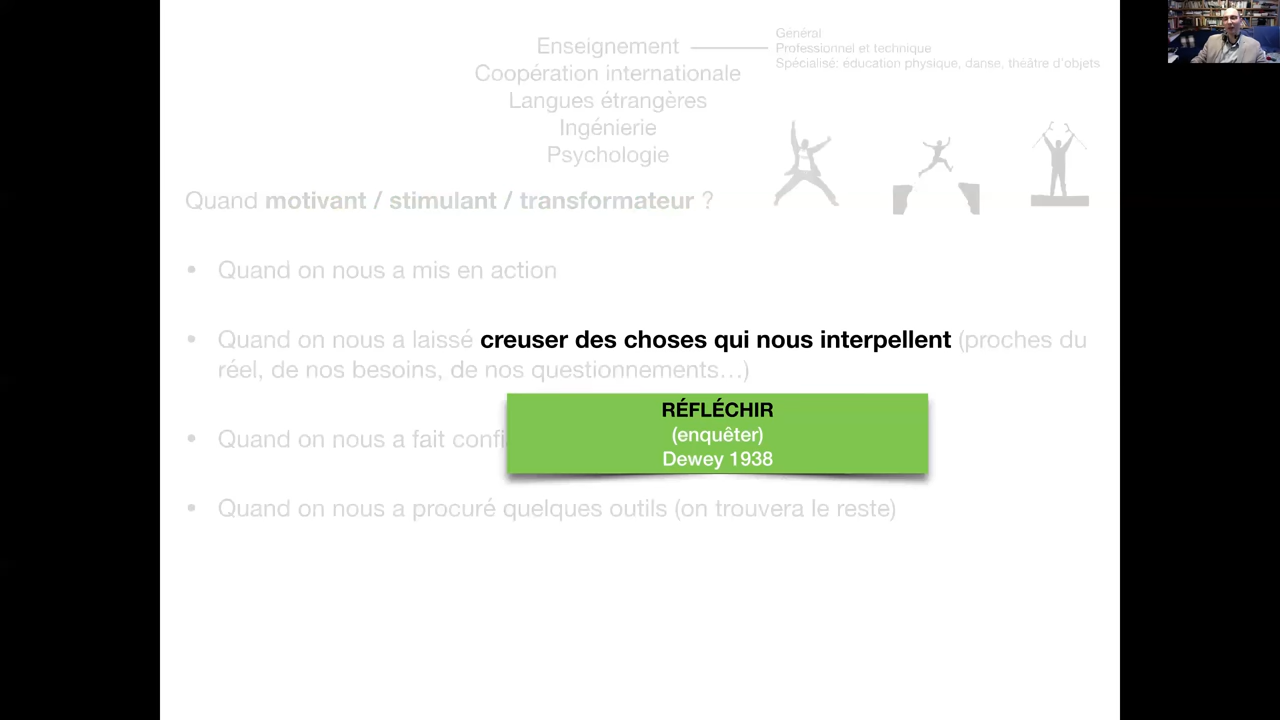 Enseignement
Général
Professionnel et technique
Spécialisé: éducation physique, danse, théâtre d'objets
Coopération internationale
Langues étrangères
Ingénierie
Psychologie
Quand motivant / stimulant / transformateur ?
• Quand on nous a mis en action
• Quand on nous a laissé creuser des choses qui nous interpellent (proches du
réel, de nos besoins, de nos questionnements…)
RÉFLÉCHIR
(enquêter)
Dewey 1938
• Quand on nous a fait
• Quand on nous a procuré quelques outils (on trouvera le reste)